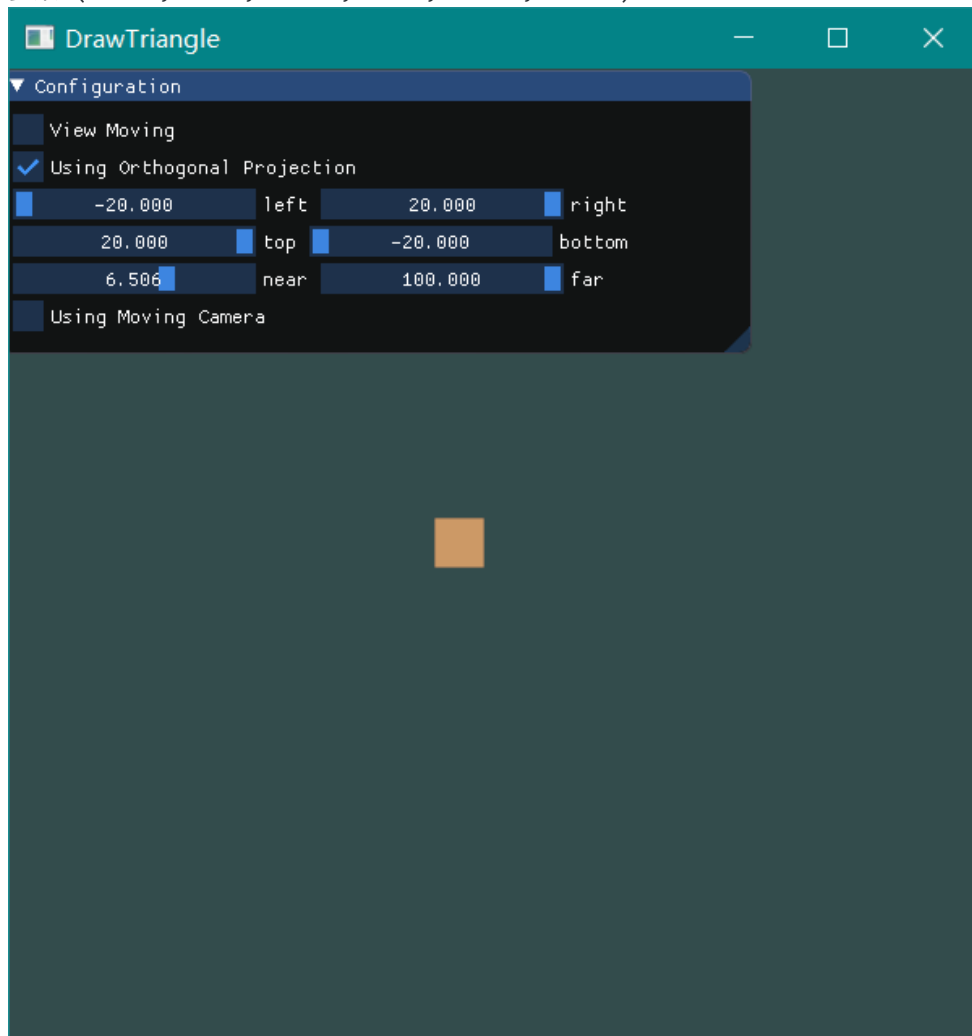 DrawTriangle
Configuration
View Moving
Using Orthogonal Projection
-20.000 left 20.000 right
20.000 top -20.000 bottom
6.506 near 100.000 far
Using Moving Camera